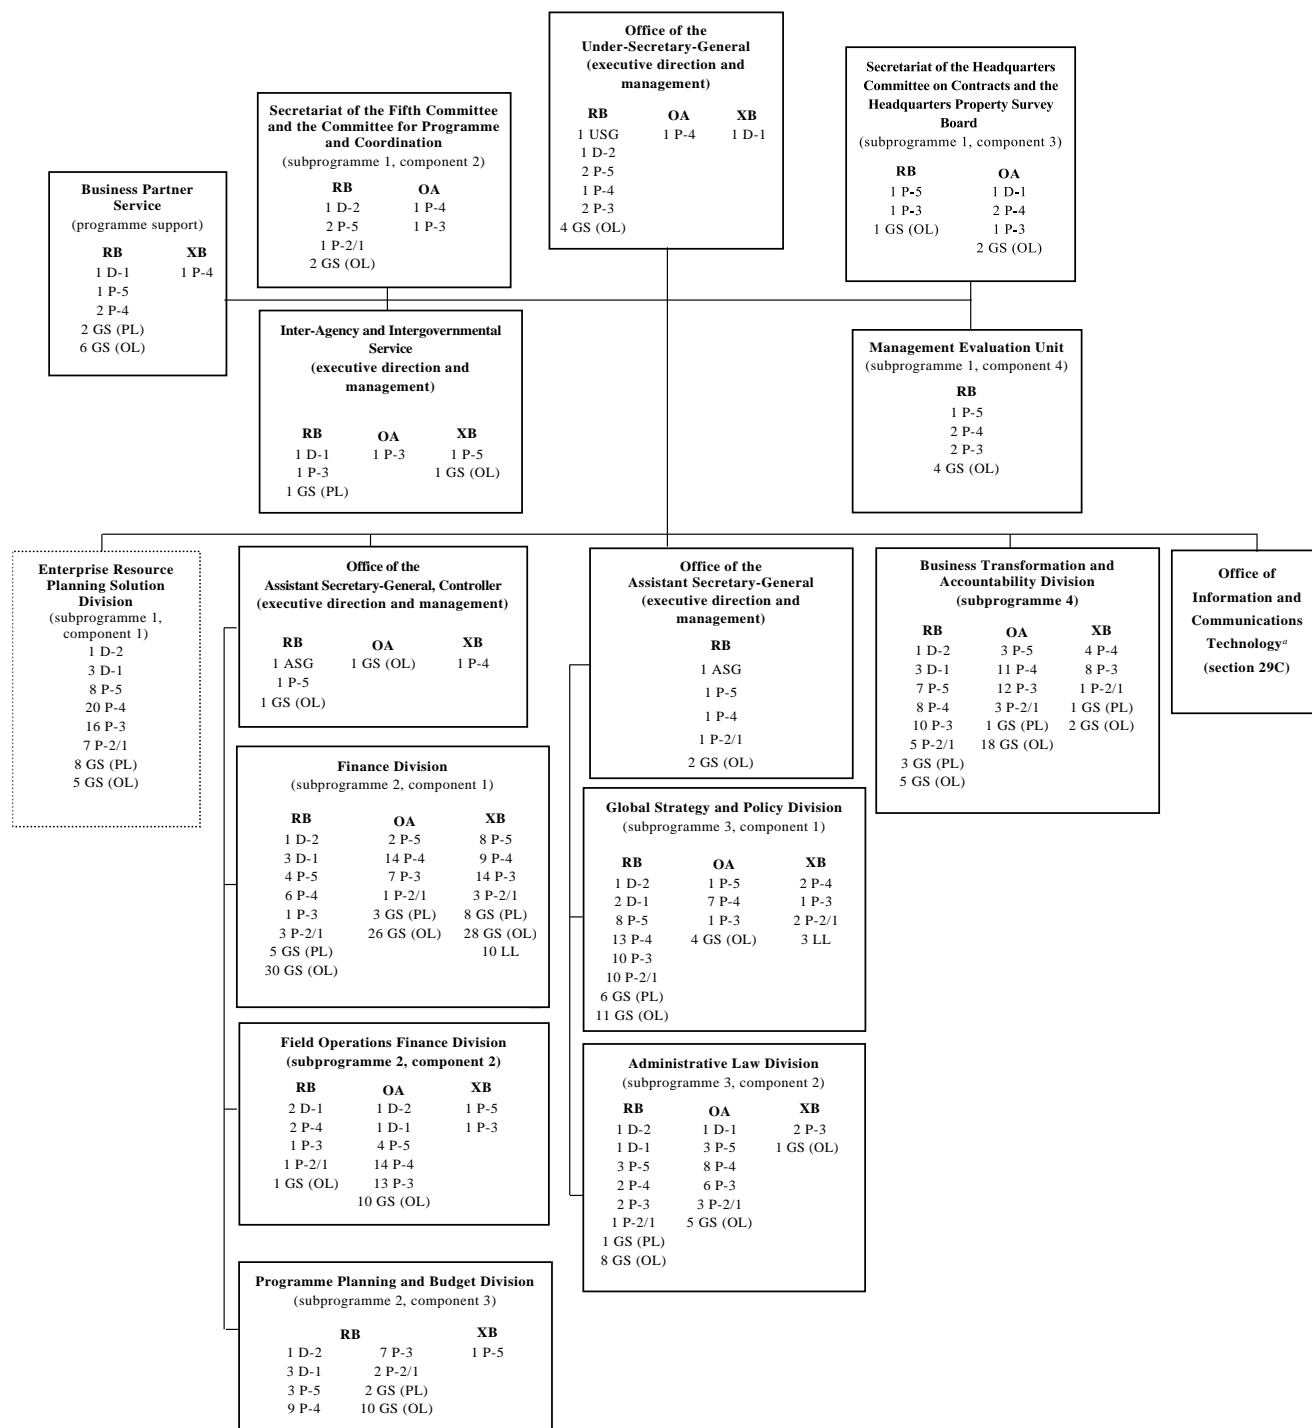 Office of the
Under-Secretary-General
(executive direction and
management)
RB OA XB
1 USG 1 P-4 1 D-1
1 D-2
2 P-5
1 P-4
2 P-3
4 GS (OL)
Secretariat of the Headquarters
Committee on Contracts and the
Headquarters Property Survey
Board
(subprogramme 1, component 3)
RB OA
1 P-5 1 D-1
1 P-3 2 P-4
1 GS (OL) 1 P-3
2 GS (OL)
Secretariat of the Fifth Committee
and the Committee for Programme
and Coordination
(subprogramme 1, component 2)
RB OA
1 D-2 1 P-4
2 P-5 1 P-3
1 P-2/1
2 GS (OL)
Business Partner
Service
(programme support)
RB XB
1 D-1 1 P-4
1 P-5
2 P-4
2 GS (PL)
6 GS (OL)
Inter-Agency and Intergovernmental
Service
(executive direction and
management)
RB OA XB
1 D-1 1 P-3 1 P-5
1 P-3 1 GS (OL)
1 GS (PL)
Management Evaluation Unit
(subprogramme 1, component 4)
RB
1 P-5
2 P-4
2 P-3
4 GS (OL)
Enterprise Resource
Planning Solution
Division
(subprogramme 1,
component 1)
1 D-2
3 D-1
8 P-5
20 P-4
16 P-3
7 P-2/1
8 GS (PL)
5 GS (OL)
Office of the
Assistant Secretary-General, Controller
(executive direction and management)
RB OA XB
1 ASG 1 GS (OL) 1 P-4
1 P-5
1 GS (OL)
Office of the
Assistant Secretary-General
(executive direction and
management)
RB
1 ASG
1 P-5
1 P-4
1 P-2/1
2 GS (OL)
Business Transformation and
Accountability Division
(subprogramme 4)
RB OA XB
1 D-2 3 P-5 4 P-4
3 D-1 11 P-4 8 P-3
7 P-5 12 P-3 1 P-2/1
8 P-4 3 P-2/1 1 GS (PL)
10 P-3 1 GS (PL) 2 GS (OL)
5 P-2/1 18 GS (OL)
3 GS (PL)
5 GS (OL)
Office of
Information and
Communications
Technologyᵃ
(section 29C)
Finance Division
(subprogramme 2, component 1)
RB OA XB
1 D-2 2 P-5 8 P-5
3 D-1 14 P-4 9 P-4
4 P-5 7 P-3 14 P-3
6 P-4 1 P-2/1 3 P-2/1
1 P-3 3 GS (PL) 8 GS (PL)
3 P-2/1 26 GS (OL) 28 GS (OL)
5 GS (PL) 10 LL
30 GS (OL)
Global Strategy and Policy Division
(subprogramme 3, component 1)
RB OA XB
1 D-2 1 P-5 2 P-4
2 D-1 7 P-4 1 P-3
8 P-5 1 P-3 2 P-2/1
13 P-4 4 GS (OL) 3 LL
10 P-3
10 P-2/1
6 GS (PL)
11 GS (OL)
Field Operations Finance Division
(subprogramme 2, component 2)
RB OA XB
2 D-1 1 D-2 1 P-5
2 P-4 1 D-1 1 P-3
1 P-3 4 P-5
1 P-2/1 14 P-4
1 GS (OL) 13 P-3
10 GS (OL)
Administrative Law Division
(subprogramme 3, component 2)
RB OA XB
1 D-2 1 D-1 2 P-3
1 D-1 3 P-5 1 GS (OL)
3 P-5 8 P-4
2 P-4 6 P-3
2 P-3 3 P-2/1
1 P-2/1 5 GS (OL)
1 GS (PL)
8 GS (OL)
Programme Planning and Budget Division
(subprogramme 2, component 3)
RB XB
1 D-2 7 P-3 1 P-5
3 D-1 2 P-2/1
3 P-5 2 GS (PL)
9 P-4 10 GS (OL)